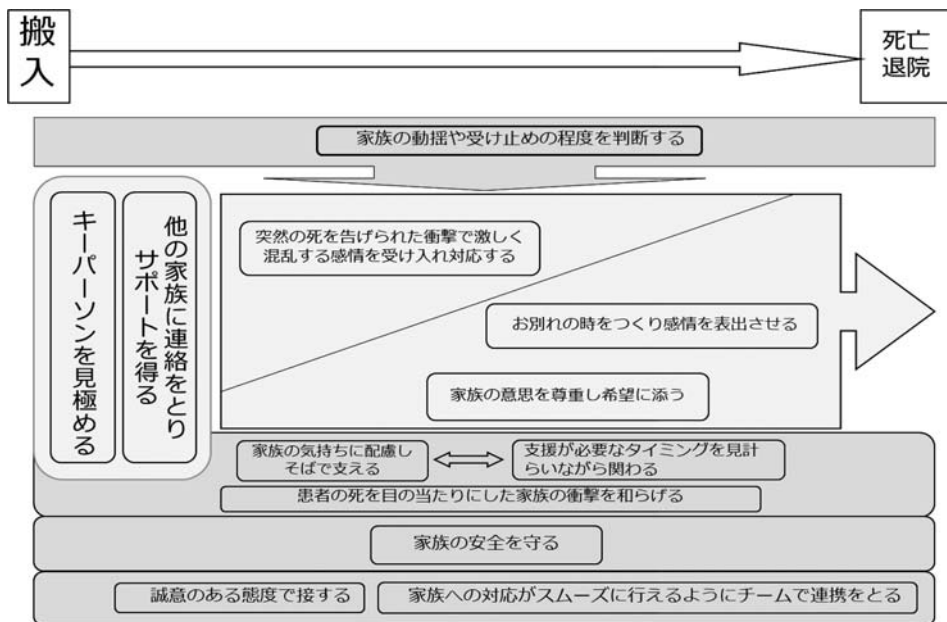 搬入
死亡
退院
家族の動揺や受け止めの程度を判断する
キーパーソンを見極める
他の家族に連絡をとり
サポートを得る
突然の死を告げられた衝撃で激しく
混乱する感情を受け入れ対応する
お別れの時をつくり感情を表出させる
家族の意思を尊重し希望に添う
家族の気持ちに配慮し
そばで支える
支援が必要なタイミングを見計
らいながら関わる
患者の死を目の当たりにした家族の衝撃を和らげる
家族の安全を守る
誠意のある態度で接する
家族への対応がスムーズに行えるようにチームで連携をとる